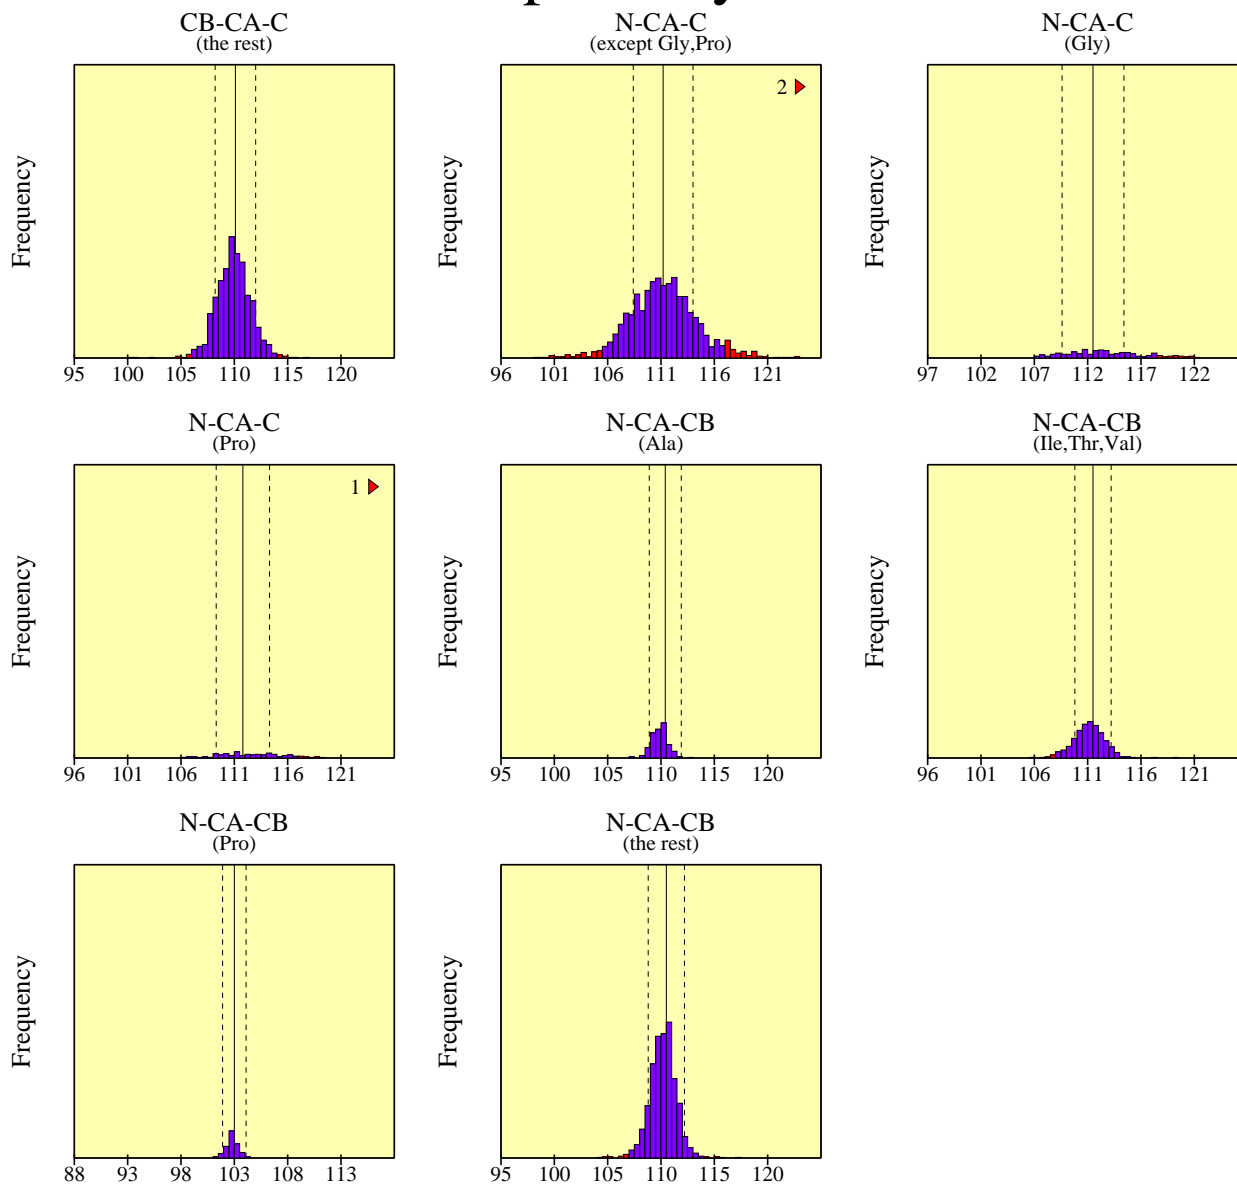 CB-CA-C
(the rest)
Frequency
95 100 105 110 115 120
N-CA-C
(except Gly,Pro)
2
Frequency
96 101 106 111 116 121
N-CA-C
(Gly)
Frequency
97 102 107 112 117 122
N-CA-C
(Pro)
1
Frequency
96 101 106 111 116 121
N-CA-CB
(Ala)
Frequency
95 100 105 110 115 120
N-CA-CB
(Ile,Thr,Val)
Frequency
96 101 106 111 116 121
N-CA-CB
(Pro)
Frequency
88 93 98 103 108 113
N-CA-CB
(the rest)
Frequency
95 100 105 110 115 120